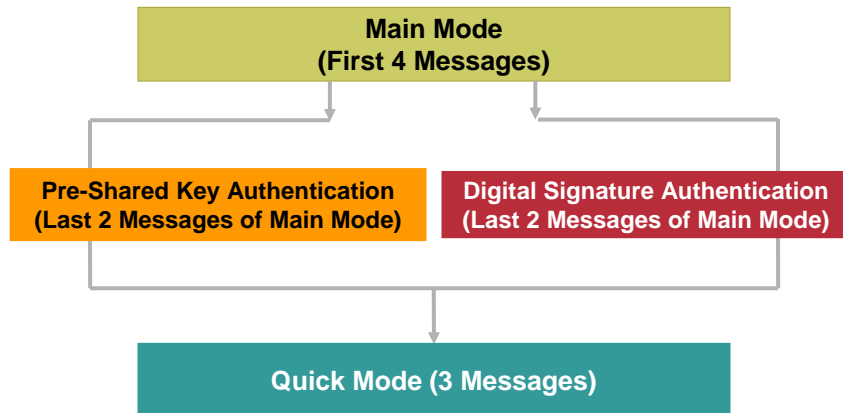 Main Mode
(First 4 Messages)
Pre-Shared Key Authentication
(Last 2 Messages of Main Mode)
Digital Signature Authentication
(Last 2 Messages of Main Mode)
Quick Mode (3 Messages)